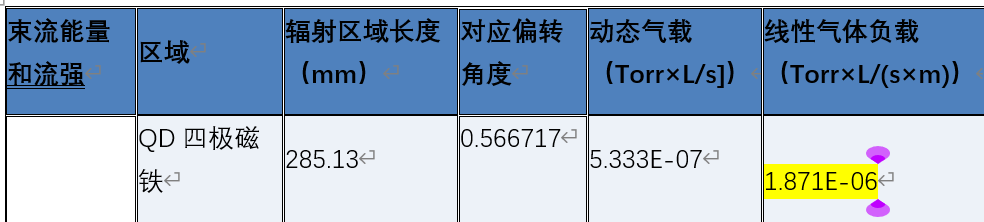 束流能量
和流强
区域
辐射区域长度
（mm）
对应偏转
角度
动态气载
（Torr×L/s]）
线性气体负载
（Torr×L/(s×m)）
QD 四极磁
铁
285.13
0.566717
5.333E-07
1.871E-06